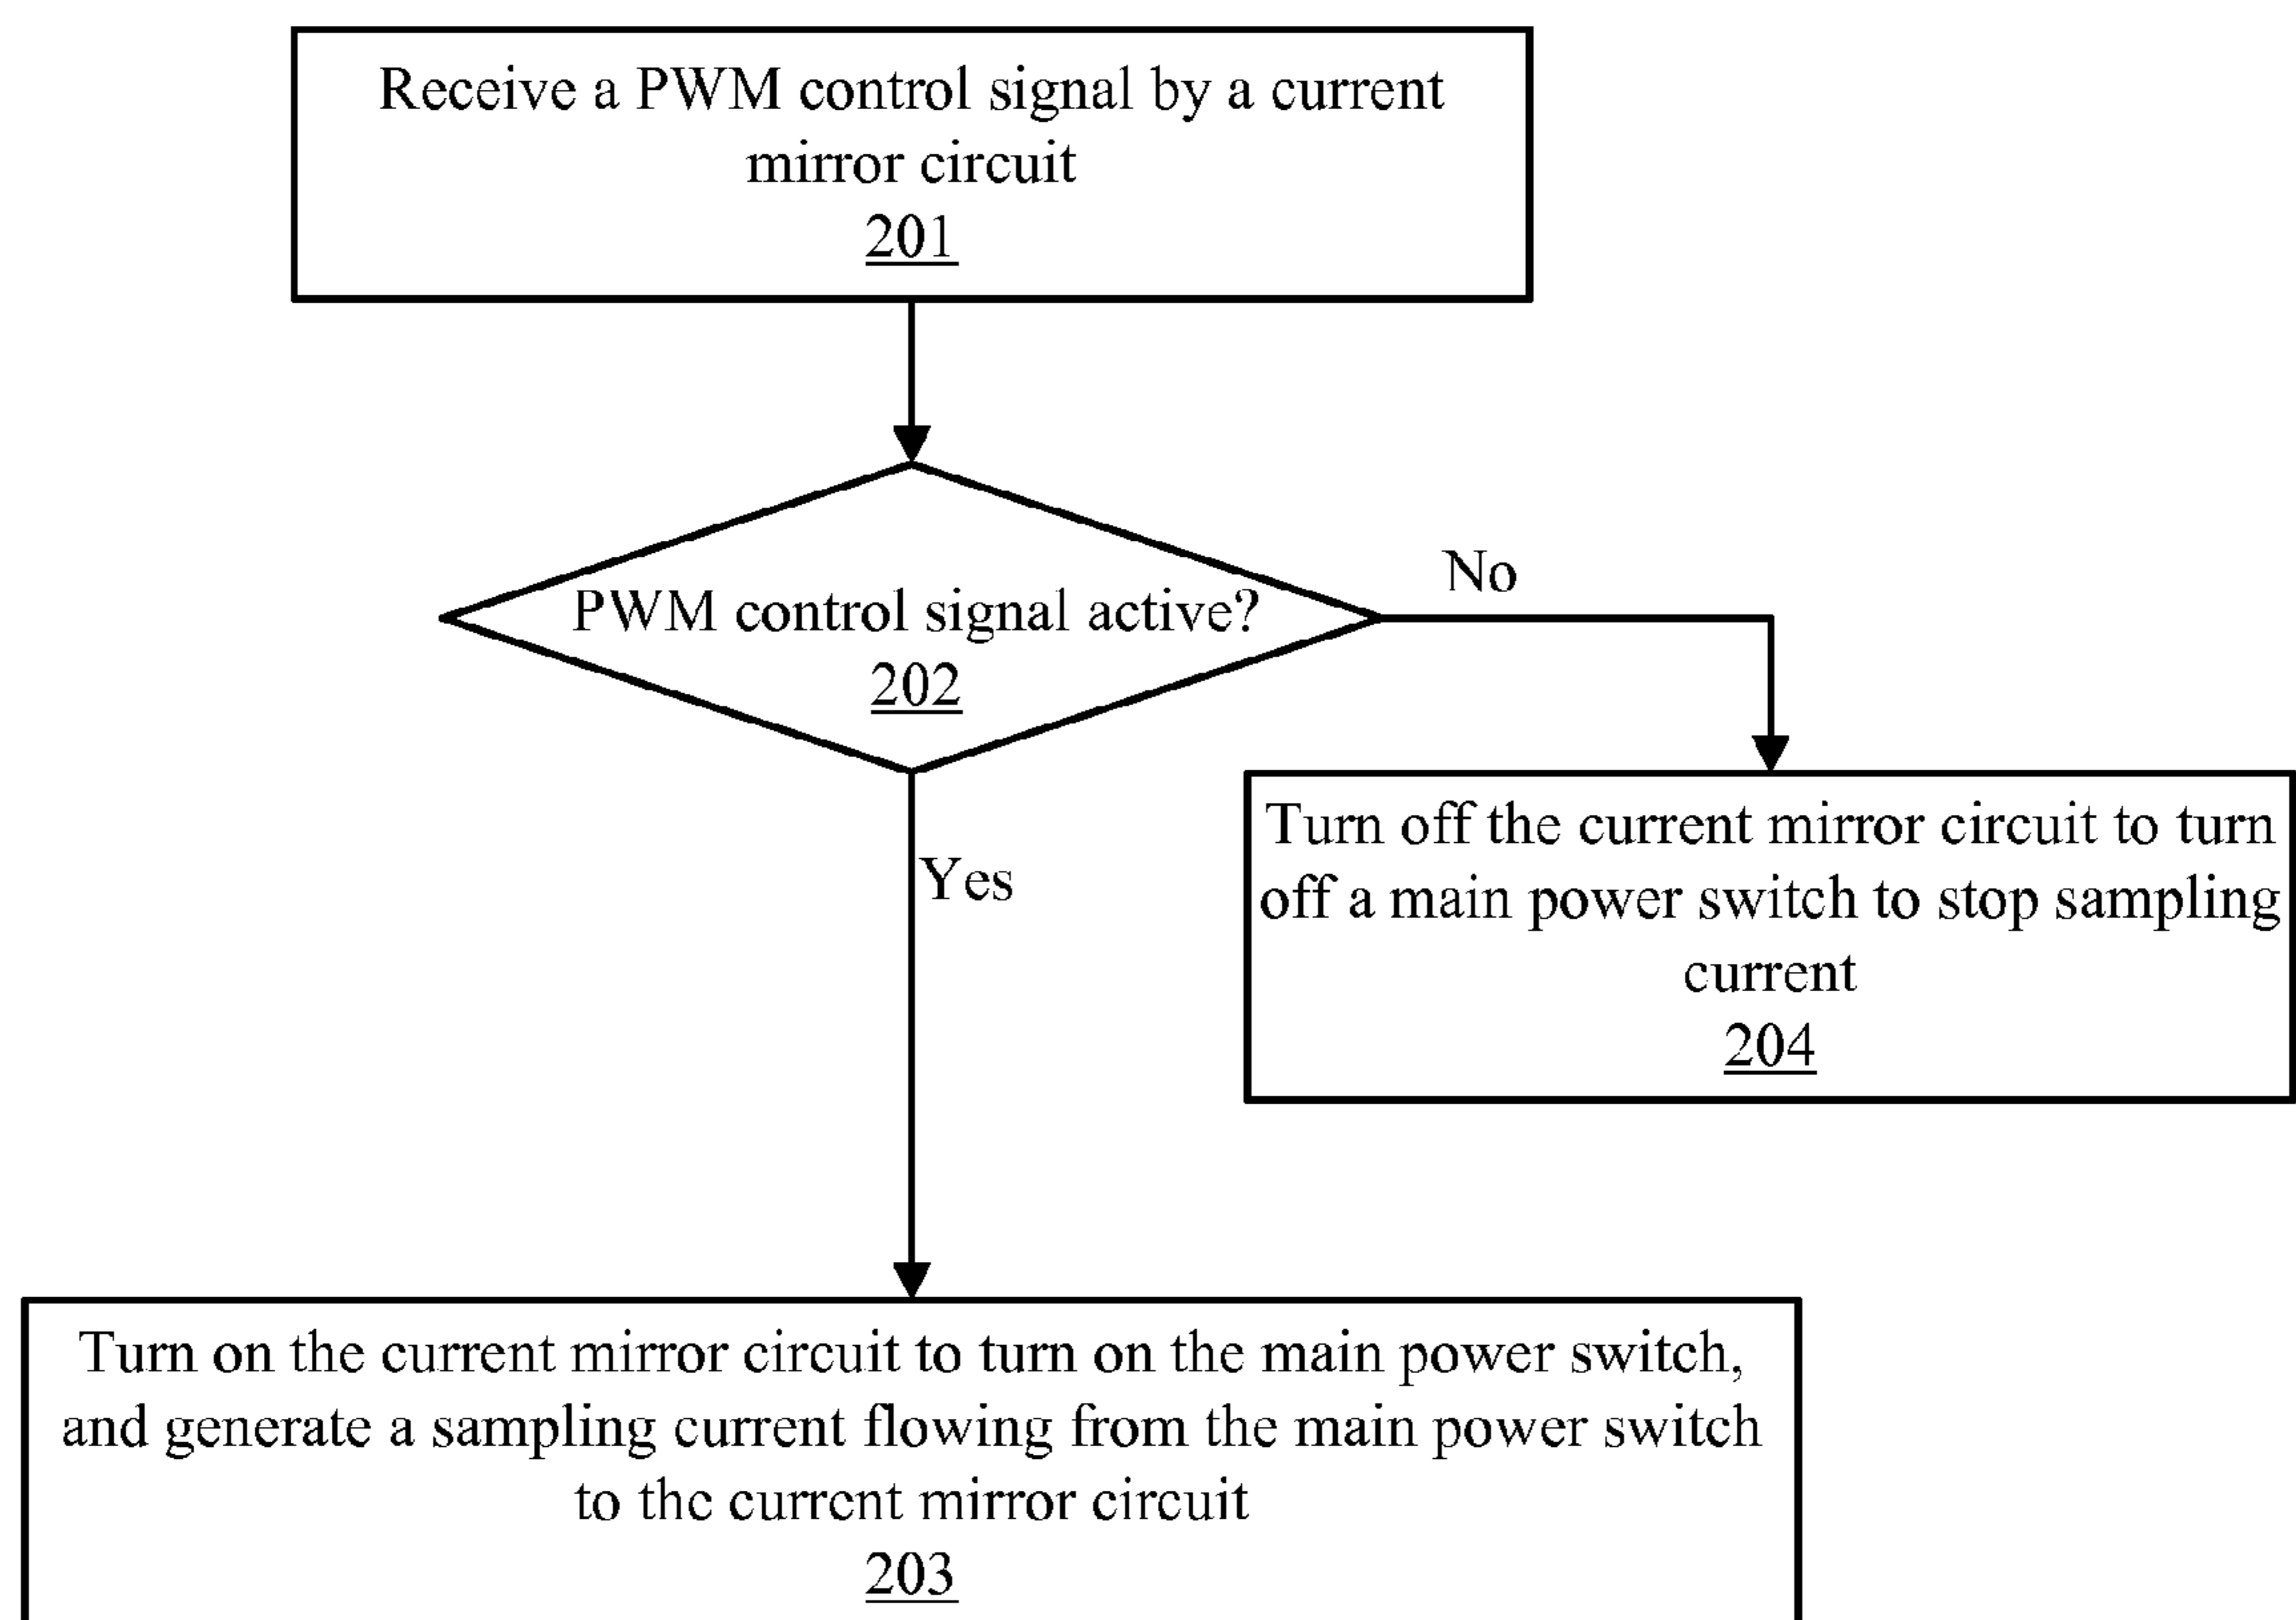 Receive a PWM control signal by a current
mirror circuit
201
PWM control signal active?
202
No
Yes
Turn off the current mirror circuit to turn
off a main power switch to stop sampling
current
204
Turn on the current mirror circuit to turn on the main power switch,
and generate a sampling current flowing from the main power switch
to the current mirror circuit
203